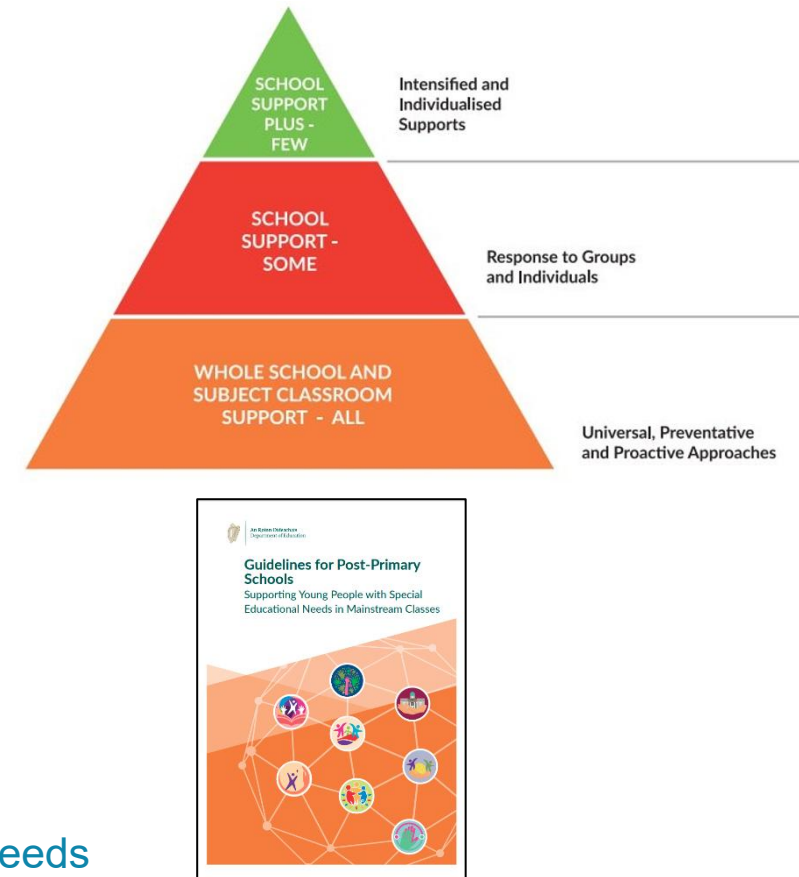 SCHOOL
SUPPORT
PLUS -
FEW
Intensified and
Individualised
Supports
SCHOOL
SUPPORT -
SOME
Response to Groups
and Individuals
WHOLE SCHOOL AND
SUBJECT CLASSROOM
SUPPORT - ALL
Universal, Preventative
and Proactive Approaches
An Roinn Oideachais
Department of Education
Guidelines for Post-Primary
Schools
Supporting Young People with Special
Educational Needs in Mainstream Classes
eeds